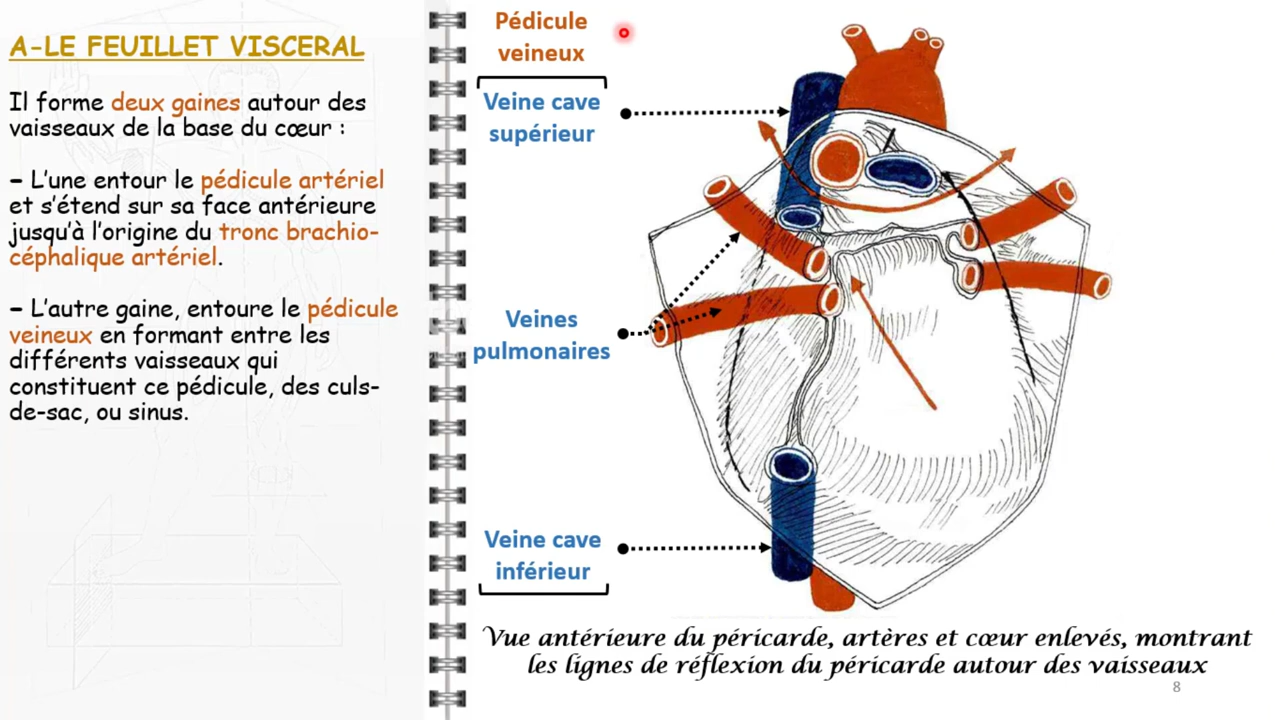 A-LE FEUILLET VISCERAL
Il forme deux gaines autour des
vaisseaux de la base du cœur :
– L'une entour le pédicule artériel
et s'étend sur sa face antérieure
jusqu'à l'origine du tronc brachio-
céphalique artériel.
– L'autre gaine, entoure le pédicule
veineux en formant entre les
différents vaisseaux qui
constituent ce pédicule, des culs-
de-sac, ou sinus.
Pédicule
veineux
Veine cave
supérieur
Veines
pulmonaires
Veine cave
inférieur
Vue antérieure du péricarde, artères et cœur enlevés, montrant
les lignes de réflexion du péricarde autour des vaisseaux
8